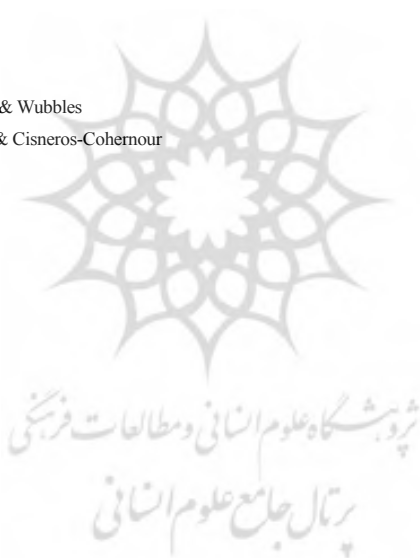 & Wubbles
& Cisneros-Cohernour
پژوهشگاه علوم انسانی و مطالعات فرهنگی
پرتال جامع علوم انسانی